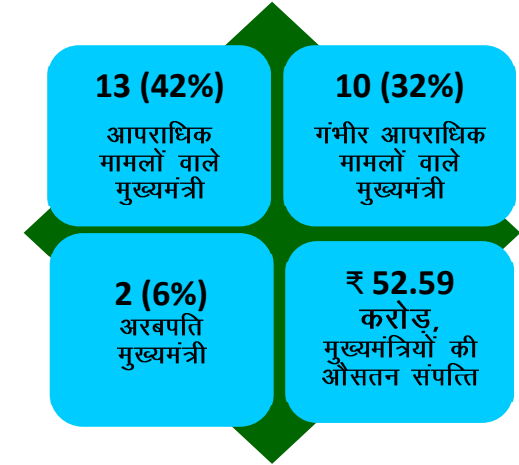 13 (42%)
आपराधिक
मामलों वाले
मुख्यमंत्री
10 (32%)
गंभीर आपराधिक
मामलों वाले
मुख्यमंत्री
2 (6%)
अरबपति
मुख्यमंत्री
₹ 52.59
करोड़,
मुख्यमंत्रियों की
औसतन संपत्ति